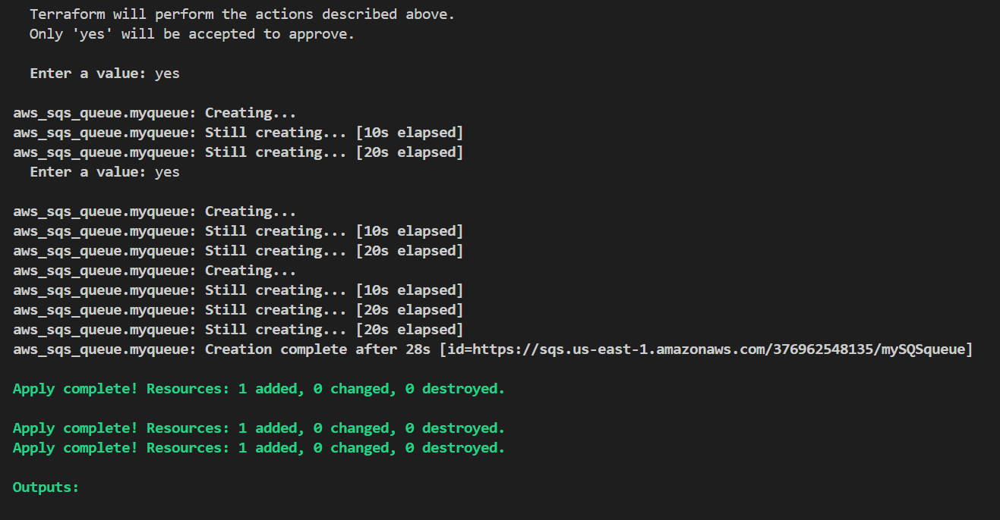 Terraform will perform the actions described above.
Only 'yes' will be accepted to approve.
Enter a value: yes
aws_sqs_queue.myqueue: Creating...
aws_sqs_queue.myqueue: Still creating... [10s elapsed]
aws_sqs_queue.myqueue: Still creating... [20s elapsed]
Enter a value: yes
aws_sqs_queue.myqueue: Creating...
aws_sqs_queue.myqueue: Still creating... [10s elapsed]
aws_sqs_queue.myqueue: Still creating... [20s elapsed]
aws_sqs_queue.myqueue: Creating...
aws_sqs_queue.myqueue: Still creating... [10s elapsed]
aws_sqs_queue.myqueue: Still creating... [20s elapsed]
aws_sqs_queue.myqueue: Still creating... [20s elapsed]
aws_sqs_queue.myqueue: Creation complete after 28s [id=https://sqs.us-east-1.amazonaws.com/376962548135/mySQSqueue]
Apply complete! Resources: 1 added, 0 changed, 0 destroyed.
Apply complete! Resources: 1 added, 0 changed, 0 destroyed.
Apply complete! Resources: 1 added, 0 changed, 0 destroyed.
Outputs: